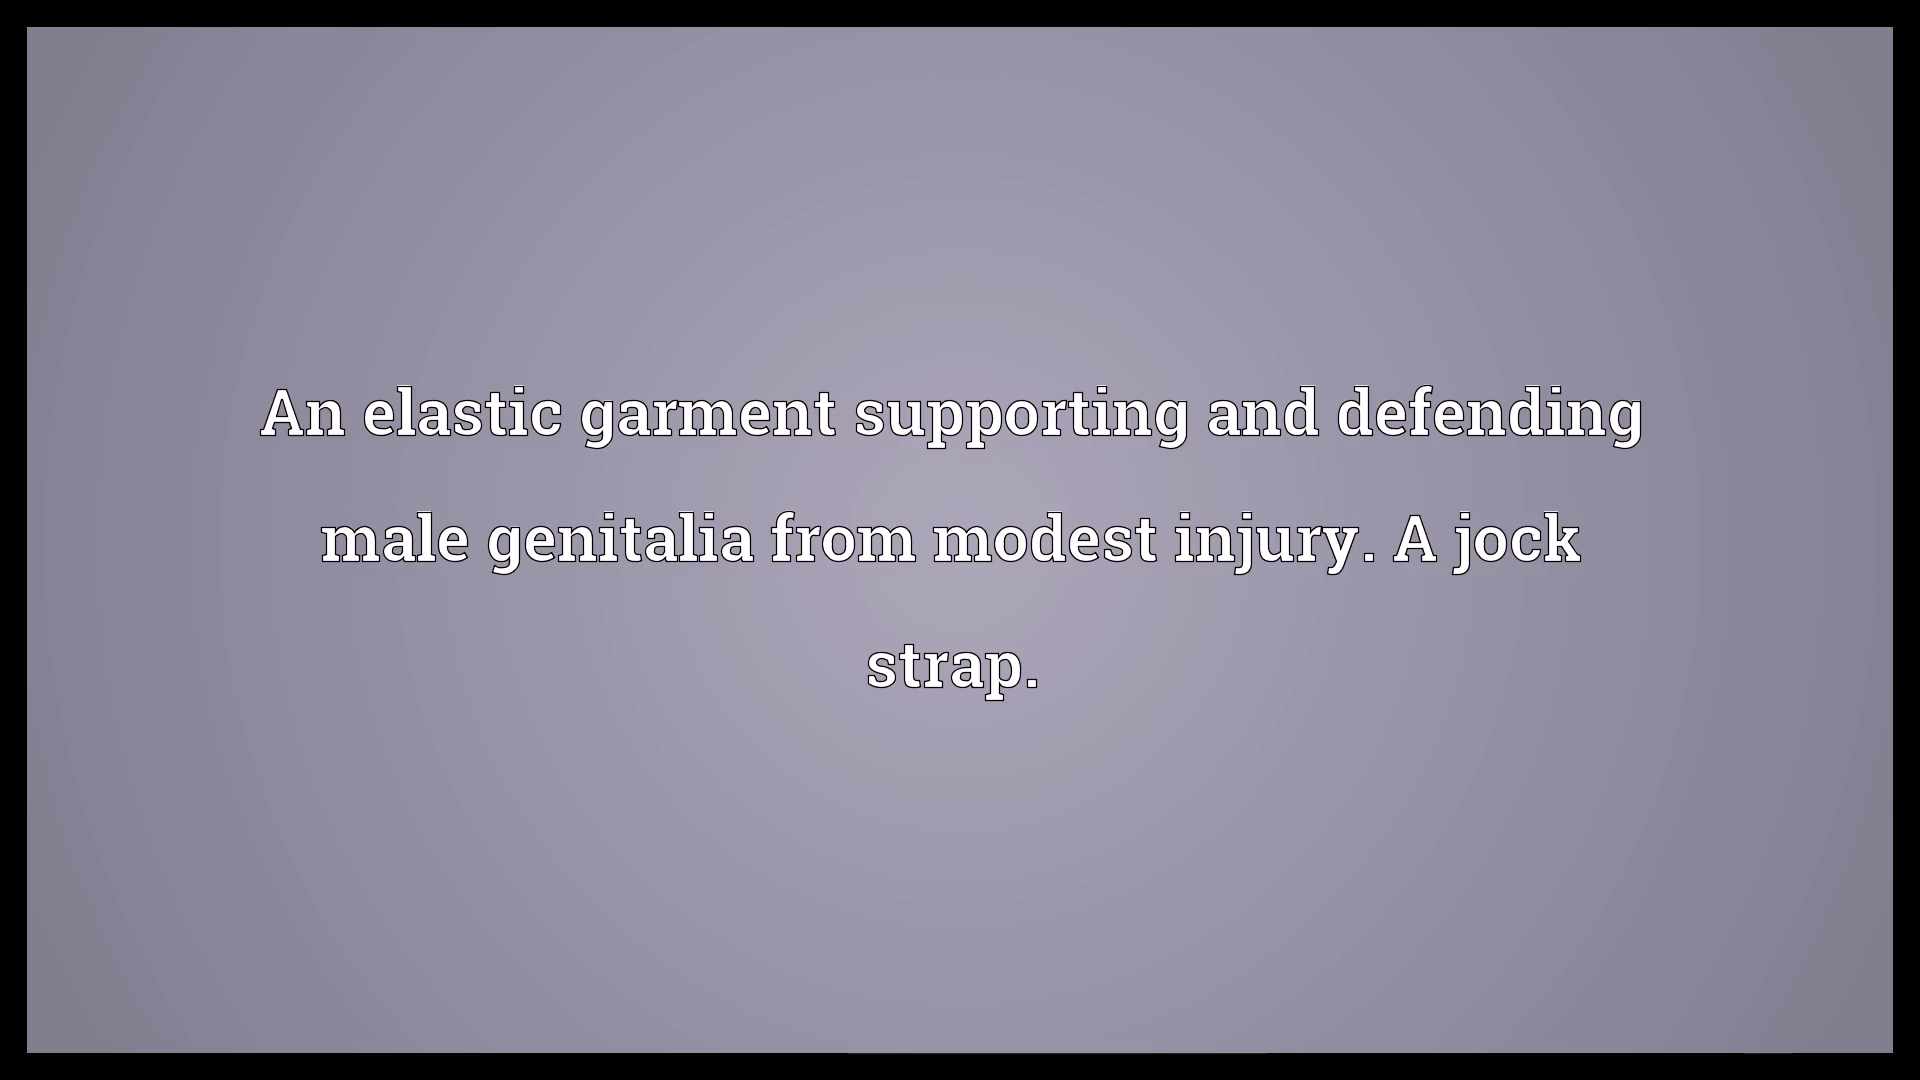 An elastic garment supporting and defending
male genitalia from modest injury. A jock
strap.